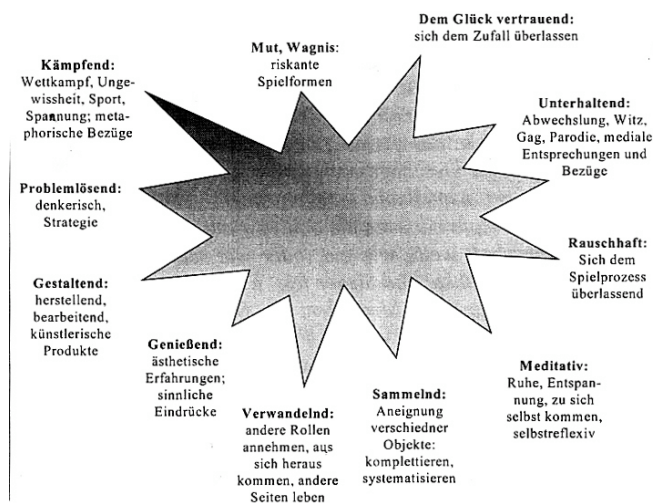 Dem Glück vertrauend:
sich dem Zufall überlassen
Mut, Wagnis:
riskante
Spielformen
Kämpfend:
Wettkampf, Unge-
wissheit, Sport,
Spannung; meta-
phorische Bezüge
Unterhaltend:
Abwechslung, Witz,
Gag, Parodie, mediale
Entsprechungen und
Bezüge
Problemlösend:
denkerisch,
Strategie
Rauschhaft:
Sich dem
Spielprozess
überlassend
Gestaltend:
herstellend,
bearbeitend,
künstlerische
Produkte
Genießend:
ästhetische
Erfahrungen;
sinnliche
Eindrücke
Meditativ:
Ruhe, Entspan-
nung, zu sich
selbst kommen,
selbstreflexiv
Verwandelnd:
andere Rollen
annehmen, aus
sich heraus
kommen, andere
Seiten leben
Sammelnd:
Aneignung
verschiedner
Objekte:
komplettieren,
systematisieren